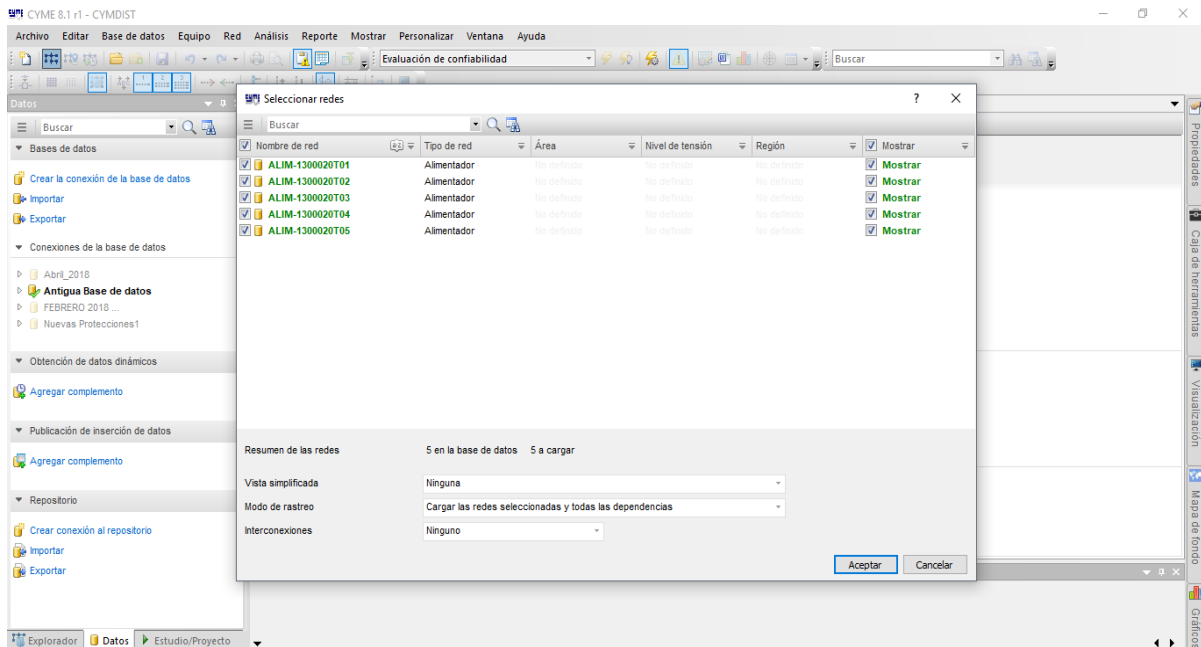 CYME 8.1 r1 - CYMDIST
Archivo Editar Base de datos Equipo Red Análisis Reporte Mostrar Personalizar Ventana Ayuda
Evaluación de confiabilidad
Buscar
Datos
Buscar
Bases de datos
Crear la conexión de la base de datos
Importar
Exportar
Conexiones de la base de datos
Abril_2018
Antigua Base de datos
FEBRERO 2018 ...
Nuevas Protecciones1
Obtención de datos dinámicos
Agregar complemento
Publicación de inserción de datos
Agregar complemento
Repositorio
Crear conexión al repositorio
Importar
Exportar
Explorador Datos Estudio/Proyecto
Seleccionar redes ?
Buscar
Nombre de red Tipo de red Área Nivel de tensión Región Mostrar
ALIM-1300020T01 Alimentador No definido No definido No definido Mostrar
ALIM-1300020T02 Alimentador No definido No definido No definido Mostrar
ALIM-1300020T03 Alimentador No definido No definido No definido Mostrar
ALIM-1300020T04 Alimentador No definido No definido No definido Mostrar
ALIM-1300020T05 Alimentador No definido No definido No definido Mostrar
Resumen de las redes 5 en la base de datos 5 a cargar
Vista simplificada Ninguna
Modo de rastreo Cargar las redes seleccionadas y todas las dependencias
Interconexiones Ninguno
Aceptar Cancelar
Propiedades
Caja de herramientas
Visualización
Mapa de fondo
Gráficos